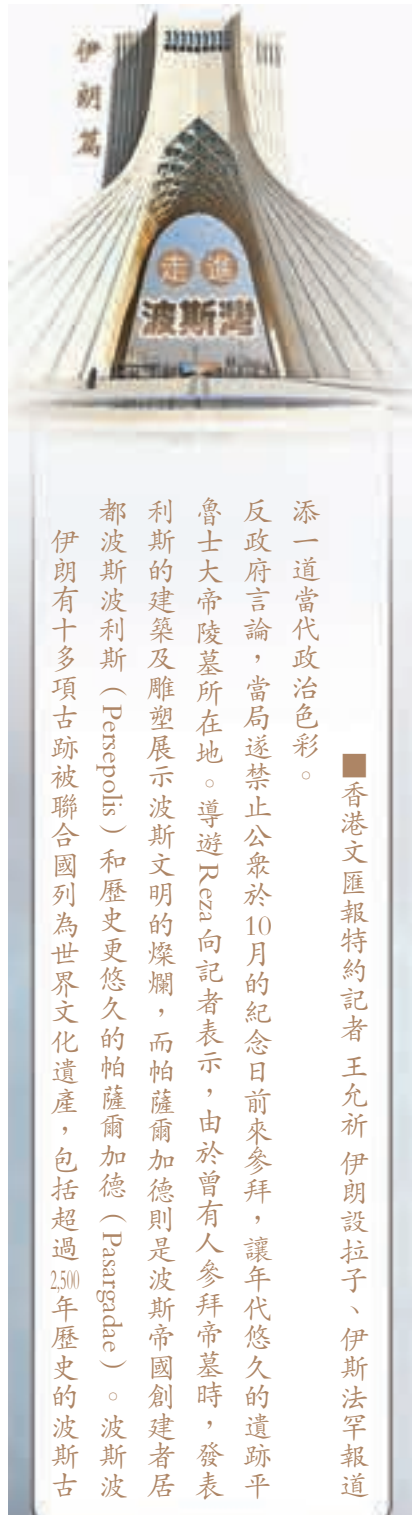 伊朗篇
走進
波斯灣
伊朗有十多項古跡被聯合國列為世界文化遺產，包括超過2,500年歷史的波斯古
都波斯波利斯（Persepolis）和歷史更悠久的帕薩爾加德（Pasargadae）。波斯波
利斯的建築及雕塑展示波斯文明的燦爛，而帕薩爾加德則是波斯帝國創建者居
魯士大帝陵墓所在地。導遊Reza向記者表示，由於曾有人參拜帝墓時，發表
反政府言論，當局遂禁止公眾於10月的紀念日前來參拜，讓年代悠久的遺跡平
添一道當代政治色彩。
■香港文匯報特約記者 王允祈 伊朗設拉子、伊斯法罕報道